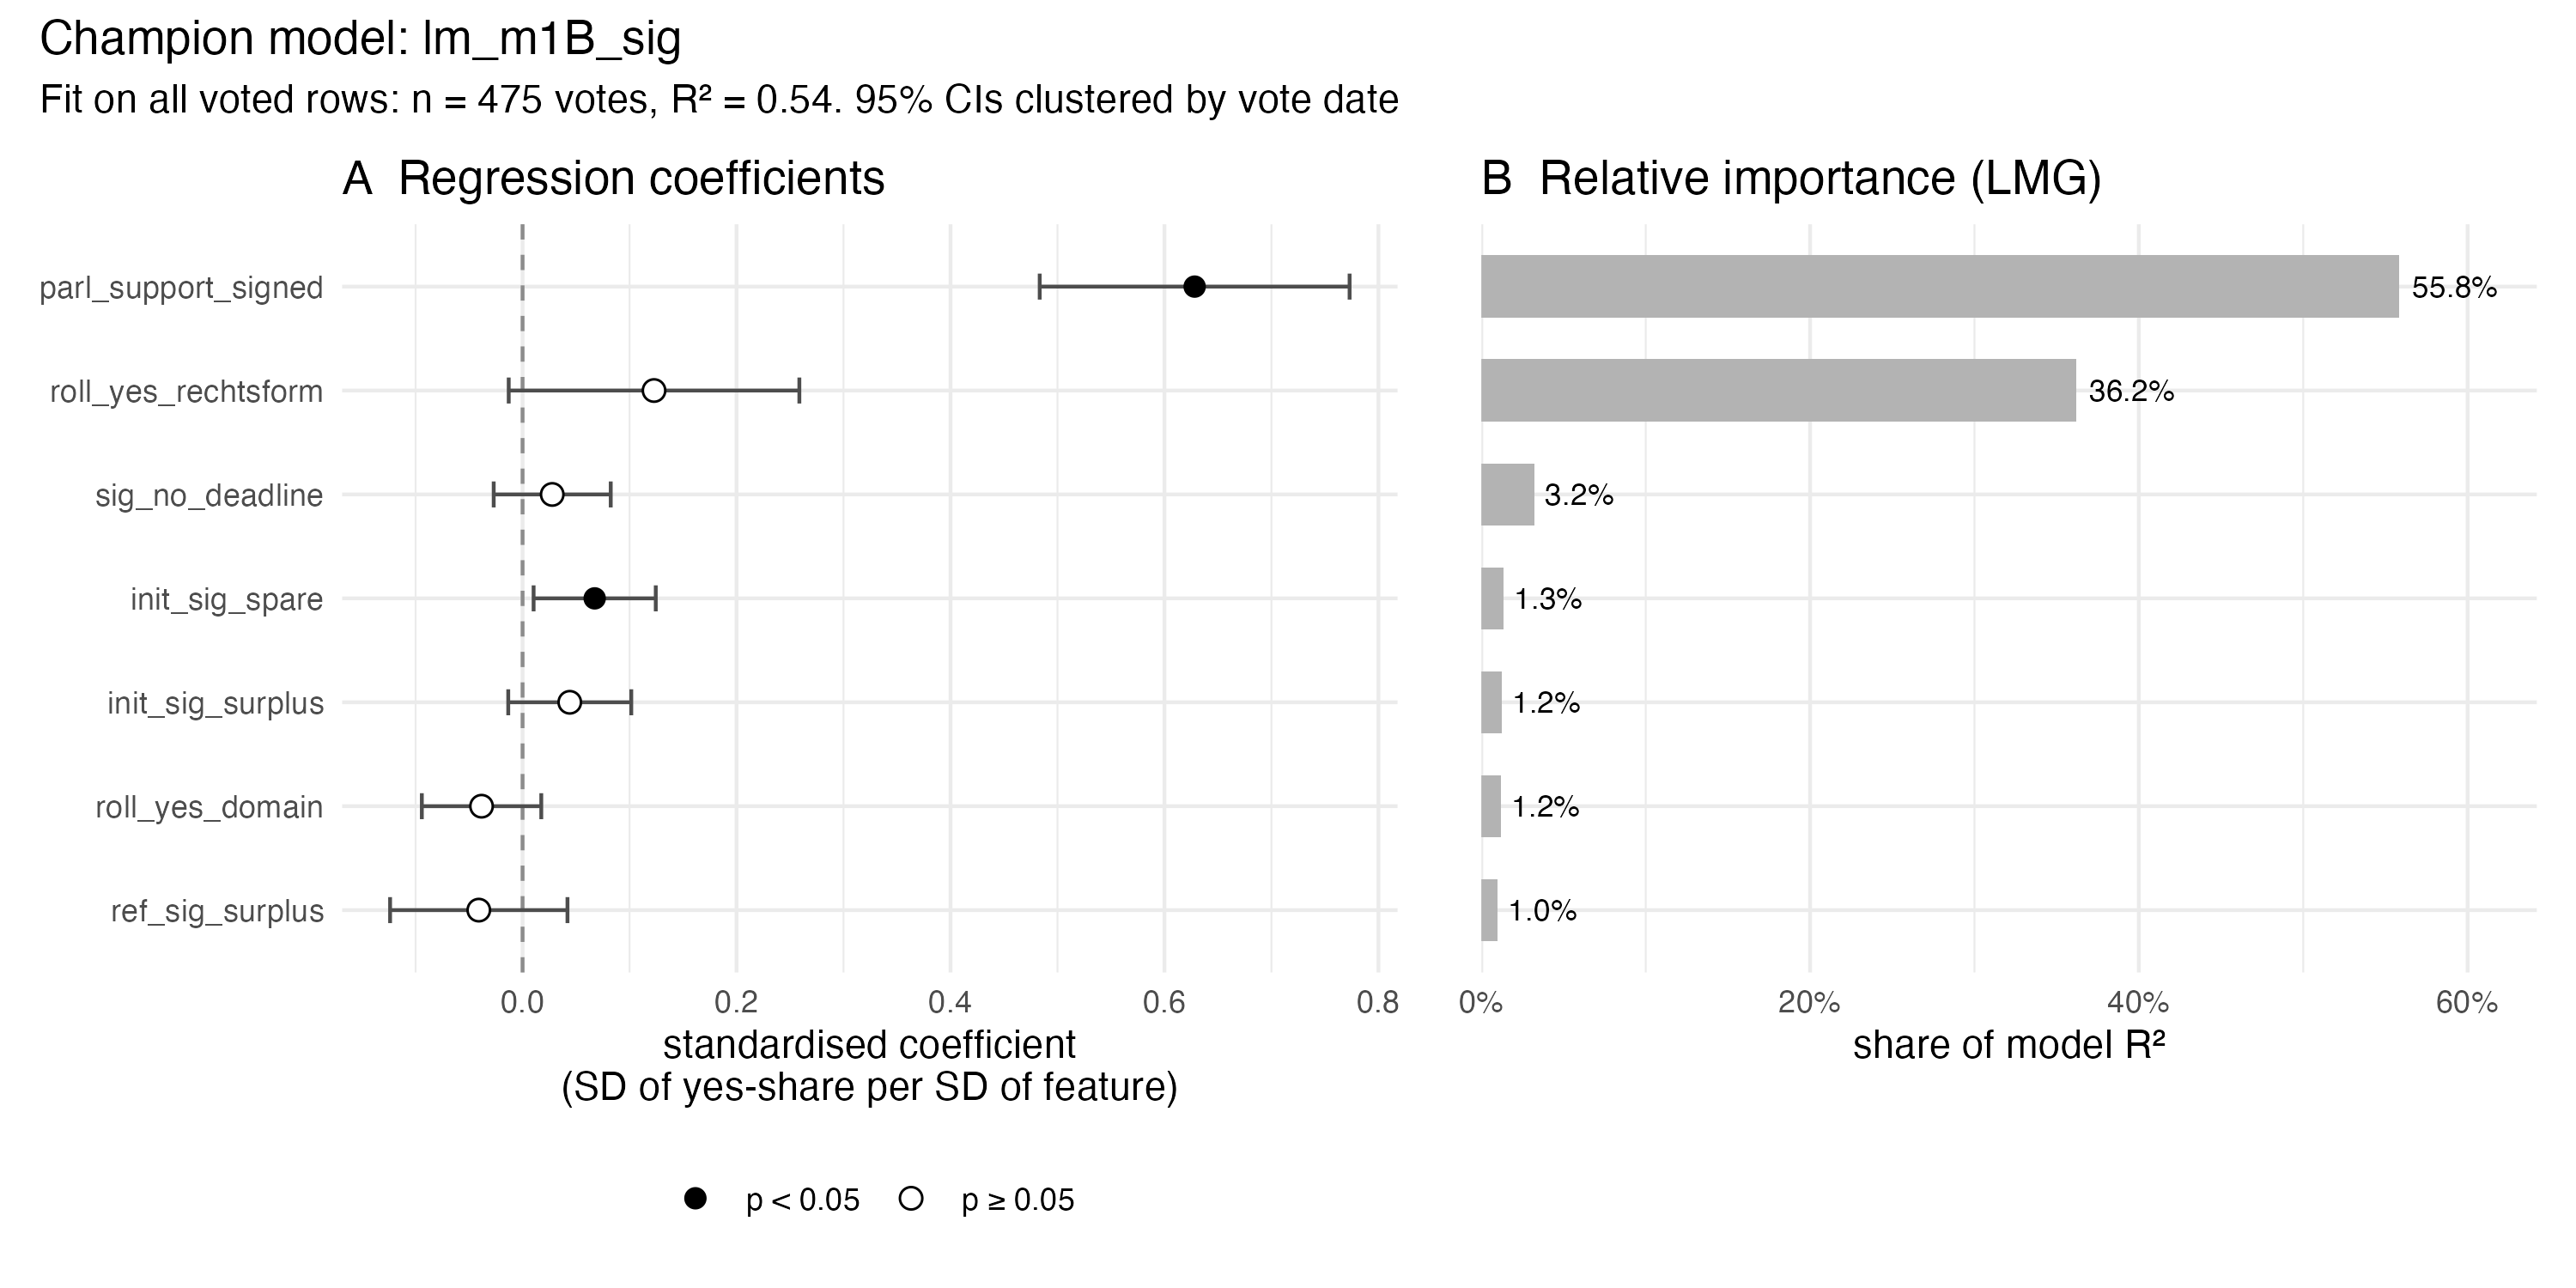 Champion model: lm_m1B_sig
Fit on all voted rows: n = 475 votes, R² = 0.54. 95% CIs clustered by vote date
A Regression coefficients
parl_support_signed
roll_yes_rechtsform
sig_no_deadline
init_sig_spare
init_sig_surplus
roll_yes_domain
ref_sig_surplus
0.0 0.2 0.4 0.6 0.8
standardised coefficient
(SD of yes-share per SD of feature)
p < 0.05 p ≥ 0.05
B Relative importance (LMG)
55.8%
36.2%
3.2%
1.3%
1.2%
1.2%
1.0%
0% 20% 40% 60%
share of model R²